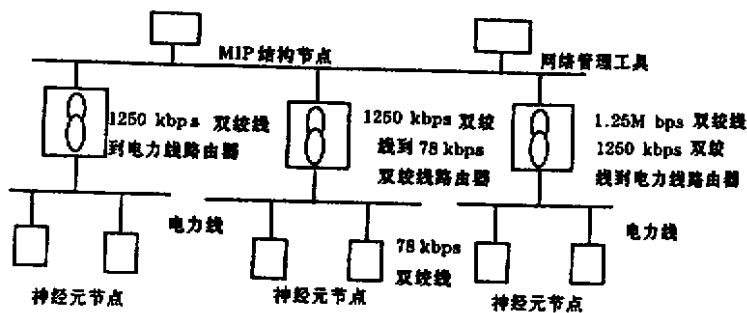 MIP结构节点
网络管理工具
1250 kbps 双绞线
到电力线路由器
1250 kbps 双绞
线到 78 kbps
双绞线路由器
1.25M bps 双绞线
1250 kbps 双绞
线到电力线路由器
电力线
78 kbps
双绞线
电力线
神经元节点
神经元节点
神经元节点